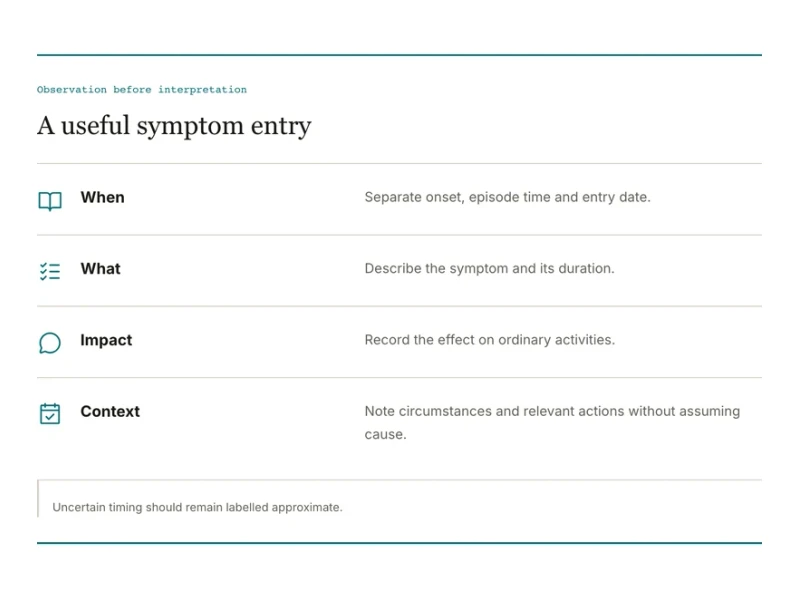 Observation before interpretation
A useful symptom entry
When
Separate onset, episode time and entry date.
What
Describe the symptom and its duration.
Impact
Record the effect on ordinary activities.
Context
Note circumstances and relevant actions without assuming
cause.
Uncertain timing should remain labelled approximate.